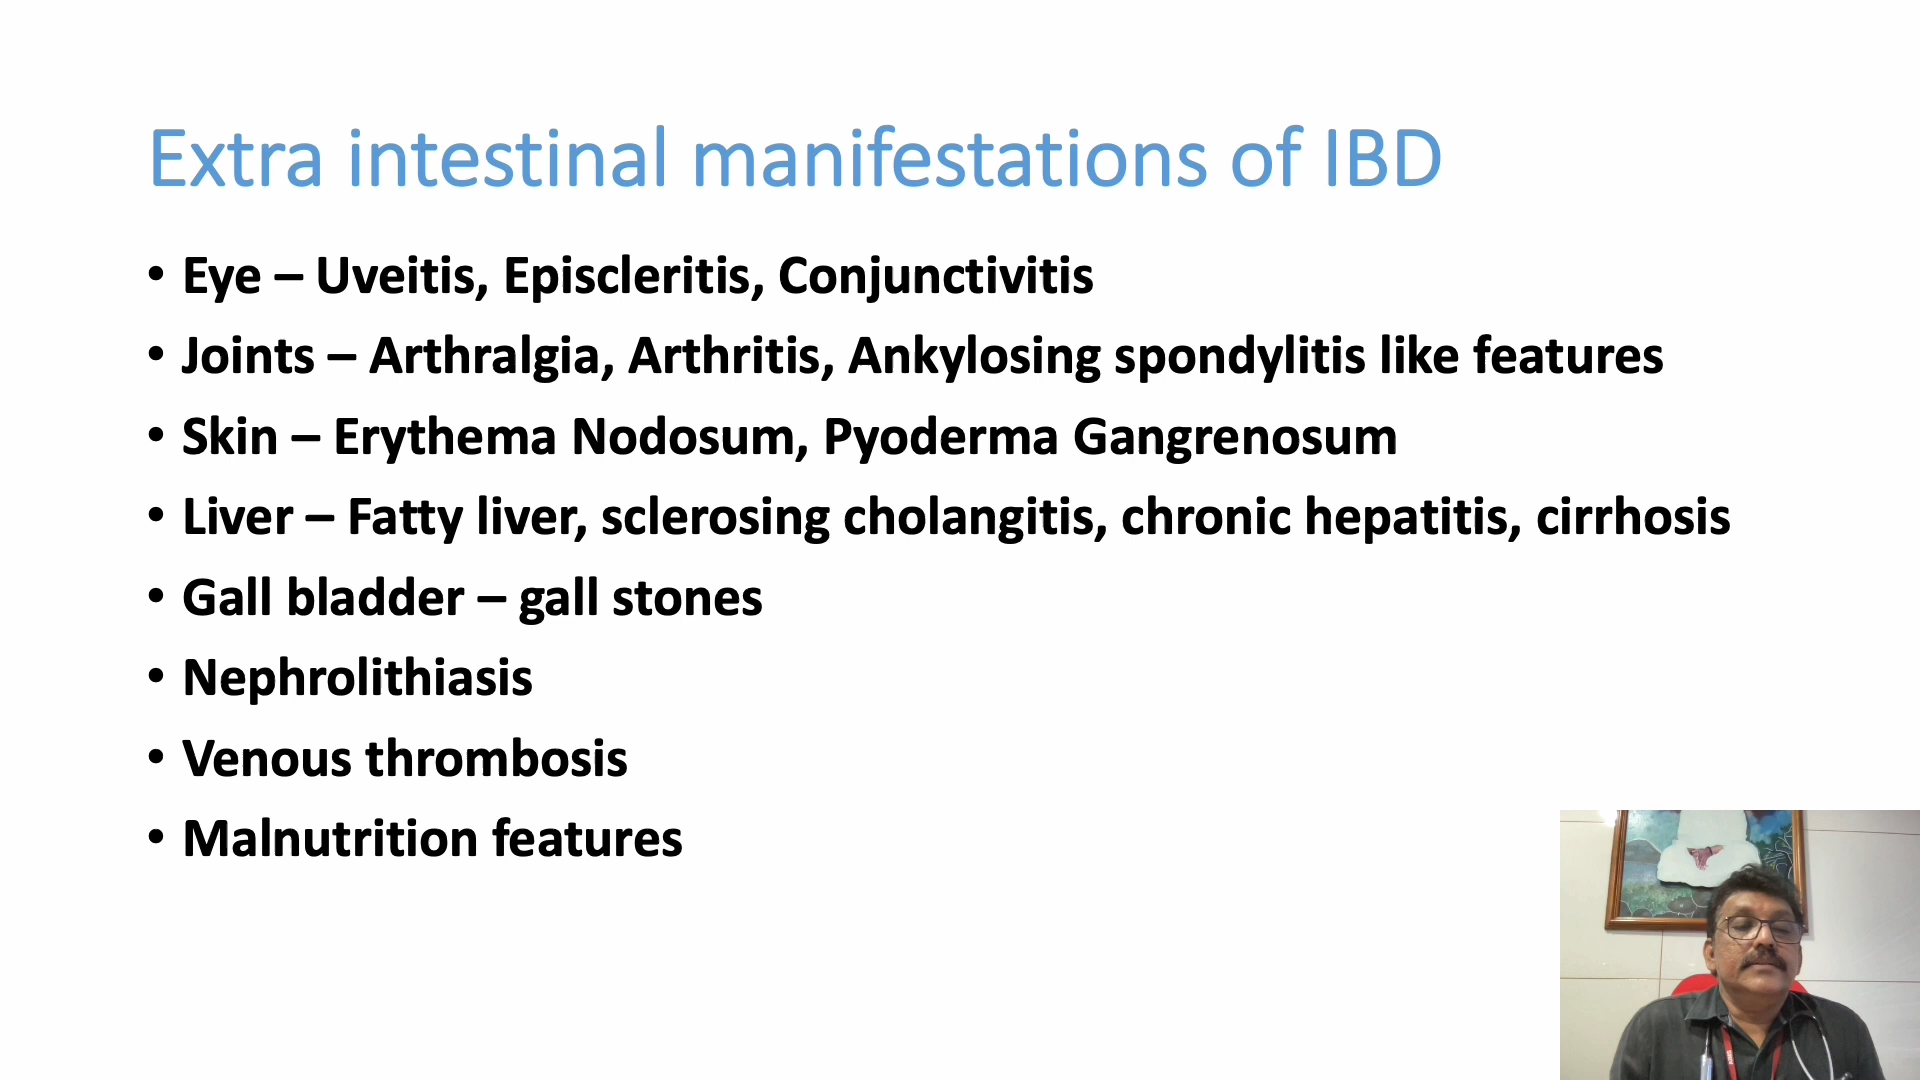 Extra intestinal manifestations of IBD
• Eye – Uveitis, Episcleritis, Conjunctivitis
• Joints – Arthralgia, Arthritis, Ankylosing spondylitis like features
• Skin – Erythema Nodosum, Pyoderma Gangrenosum
• Liver – Fatty liver, sclerosing cholangitis, chronic hepatitis, cirrhosis
• Gall bladder – gall stones
• Nephrolithiasis
• Venous thrombosis
• Malnutrition features